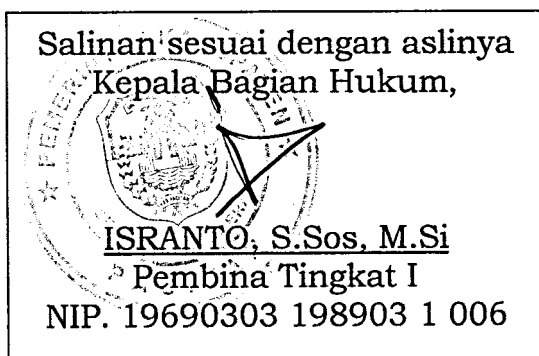 Salinan sesuai dengan aslinya
Kepala Bagian Hukum,
ISRANTO, S.Sos, M.Si
Pembina Tingkat I
NIP. 19690303 198903 1 006